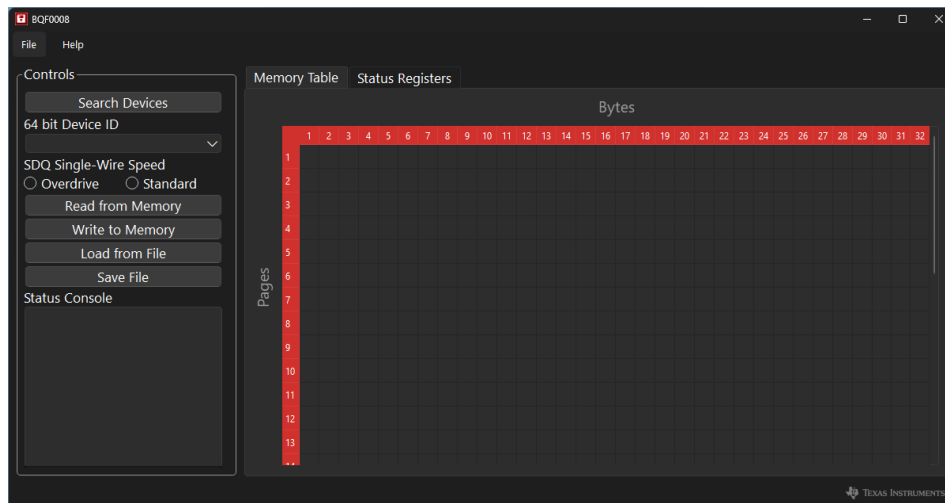 BQF0008
File Help
Controls
Search Devices
64 bit Device ID
SDQ Single-Wire Speed
Overdrive Standard
Read from Memory
Write to Memory
Load from File
Save File
Status Console
Memory Table Status Registers
Bytes
1 2 3 4 5 6 7 8 9 10 11 12 13 14 15 16 17 18 19 20 21 22 23 24 25 26 27 28 29 30 31 32
Pages
1
2
3
4
5
6
7
8
9
10
11
12
13
TEXAS INSTRUMENTS